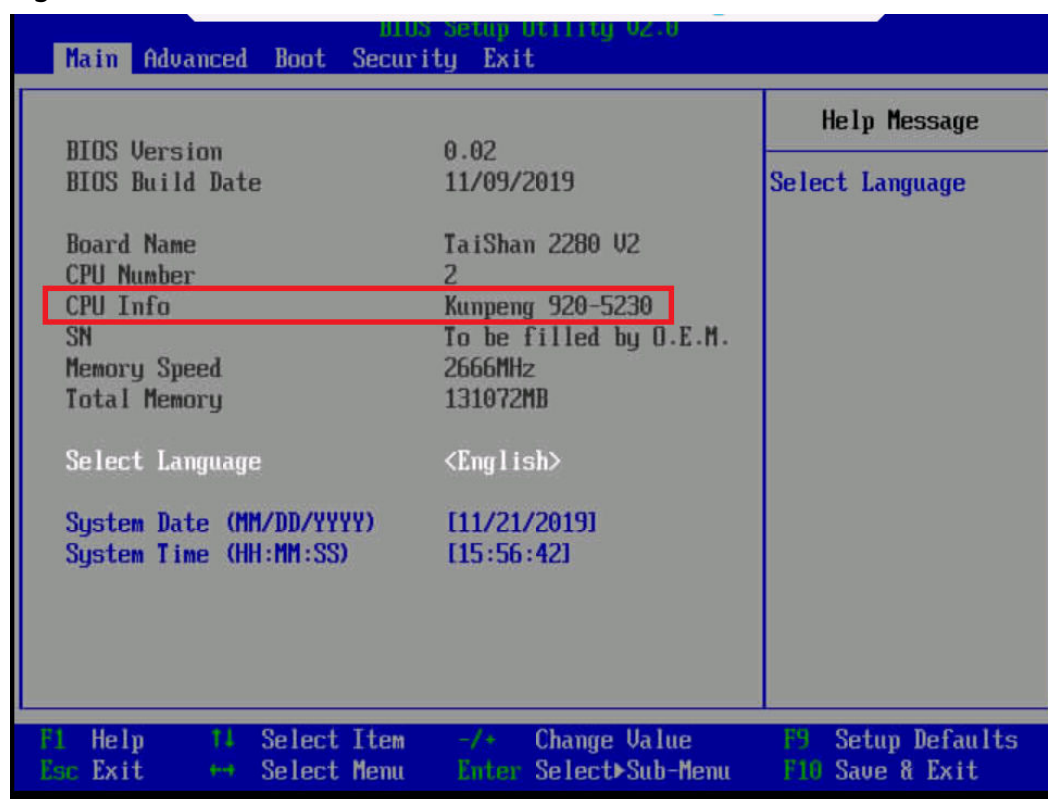 BIOS Setup Utility V2.0
Main Advanced Boot Security Exit
Help Message
Select Language
BIOS Version 0.02
BIOS Build Date 11/09/2019
Board Name TaiShan 2280 V2
CPU Number 2
CPU Info Kunpeng 920-5230
SN To be filled by O.E.M.
Memory Speed 2666MHz
Total Memory 131072MB
Select Language <English>
System Date (MM/DD/YYYY) [11/21/2019]
System Time (HH:MM:SS) [15:56:42]
F1 Help ↑↓ Select Item -/+ Change Value F9 Setup Defaults
Esc Exit ←→ Select Menu Enter Select▶Sub-Menu F10 Save & Exit